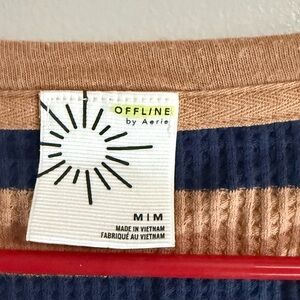 OFFLINE
by Aerie
M|M
MADE IN VIETNAM
FABRIQUÉ AU VIETNAM